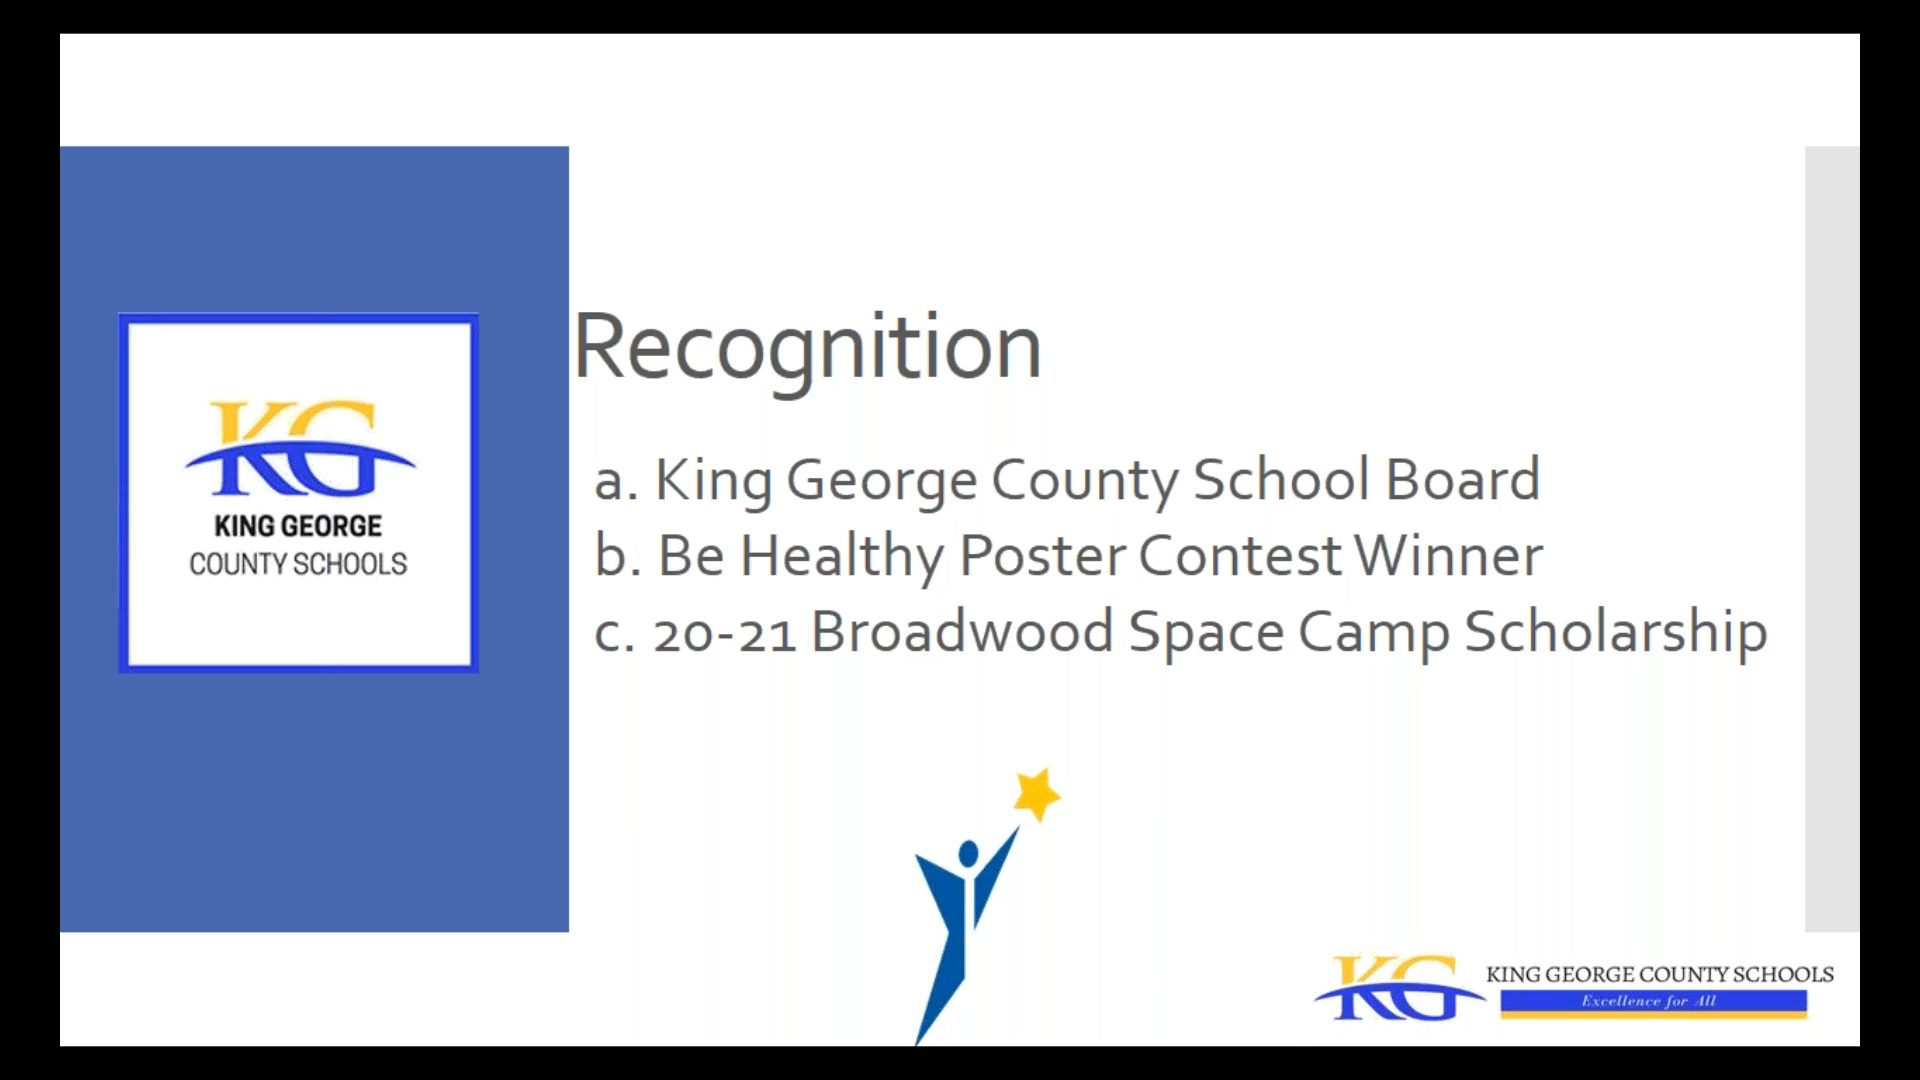 KG
KING GEORGE
COUNTY SCHOOLS
Recognition
a. King George County School Board
b. Be Healthy Poster Contest Winner
c. 20-21 Broadwood Space Camp Scholarship
KG
KING GEORGE COUNTY SCHOOLS
Excellence for All